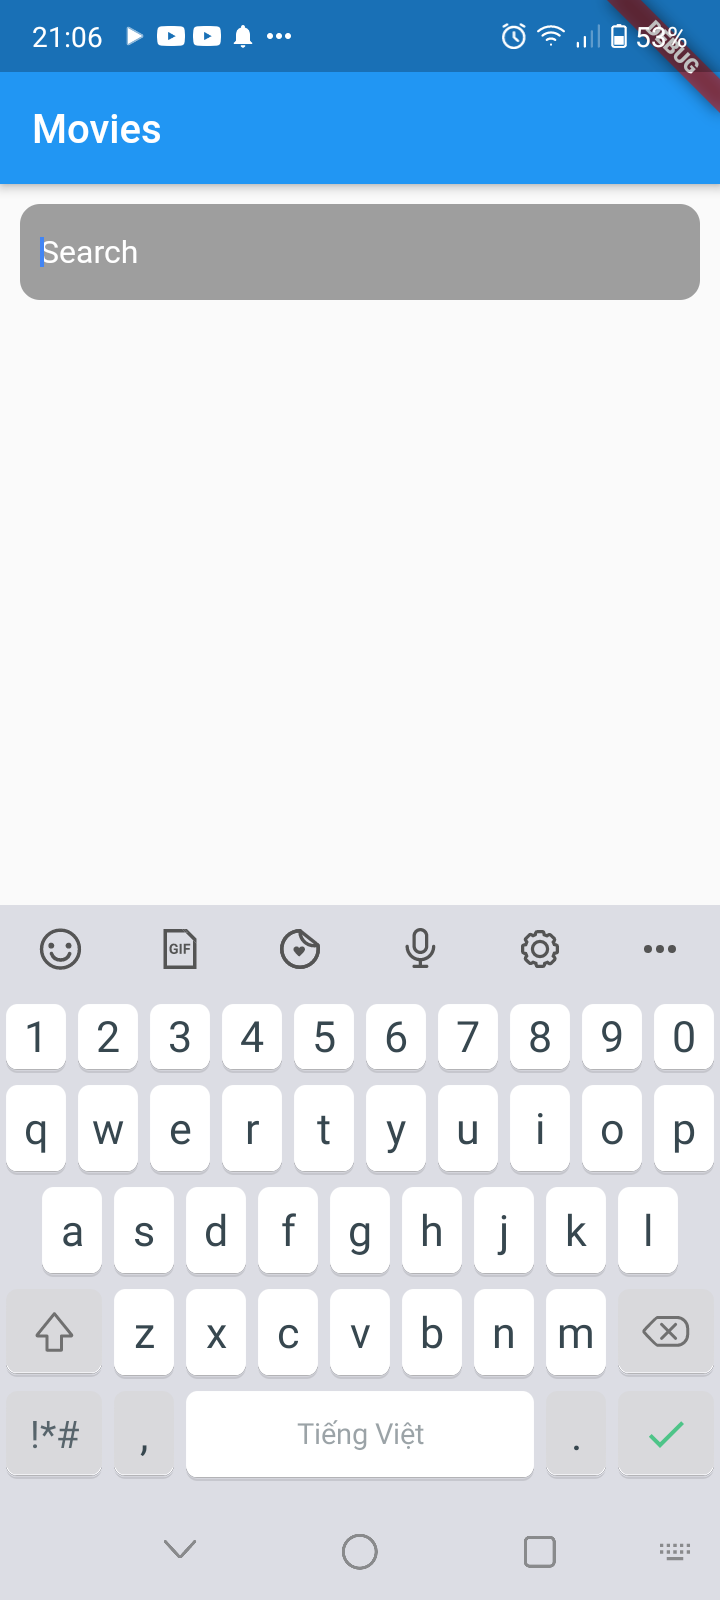 21:06 53%
DEBUG
Movies
Search
GIF
1 2 3 4 5 6 7 8 9 0
q w e r t y u i o p
a s d f g h j k l
z x c v b n m
!*# , Tiếng Việt .